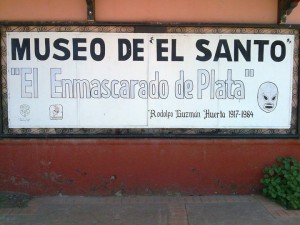 MUSEO DE "EL SANTO"
"El Enmascarado de Plata"
Rodolfo Guzmán Huerta 1917-1984